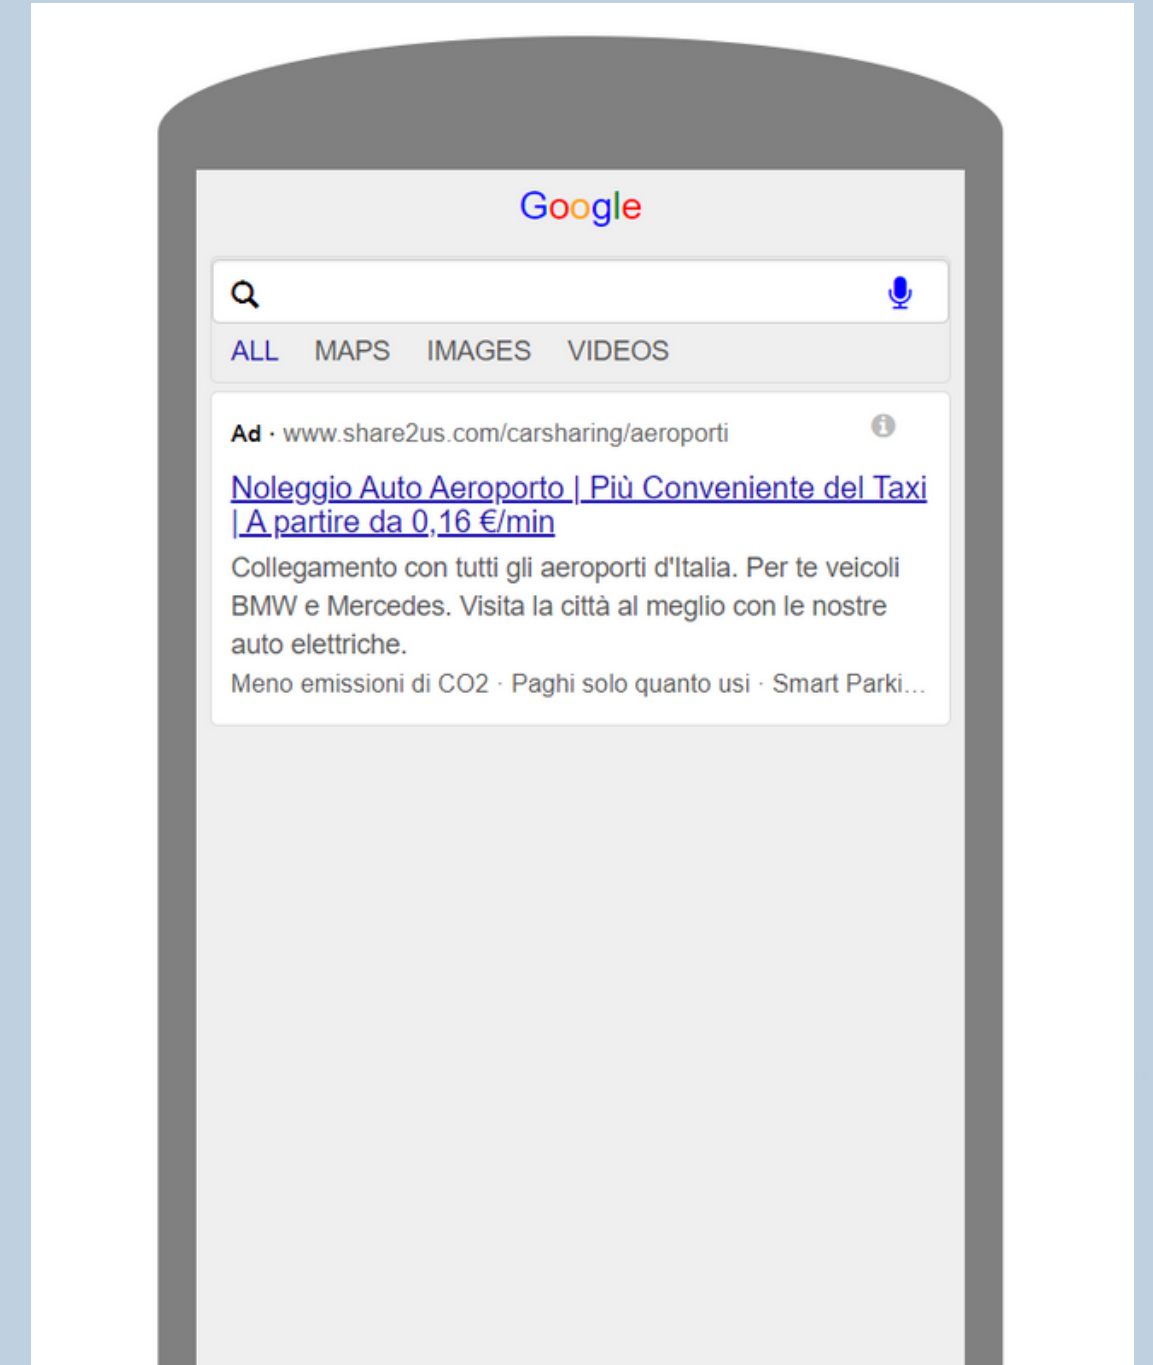 Google
ALL MAPS IMAGES VIDEOS
Ad · www.share2us.com/carsharing/aeroporti
Noleggio Auto Aeroporto | Più Conveniente del Taxi
| A partire da 0,16 €/min
Collegamento con tutti gli aeroporti d'Italia. Per te veicoli
BMW e Mercedes. Visita la città al meglio con le nostre
auto elettriche.
Meno emissioni di CO2 · Paghi solo quanto usi · Smart Parki...